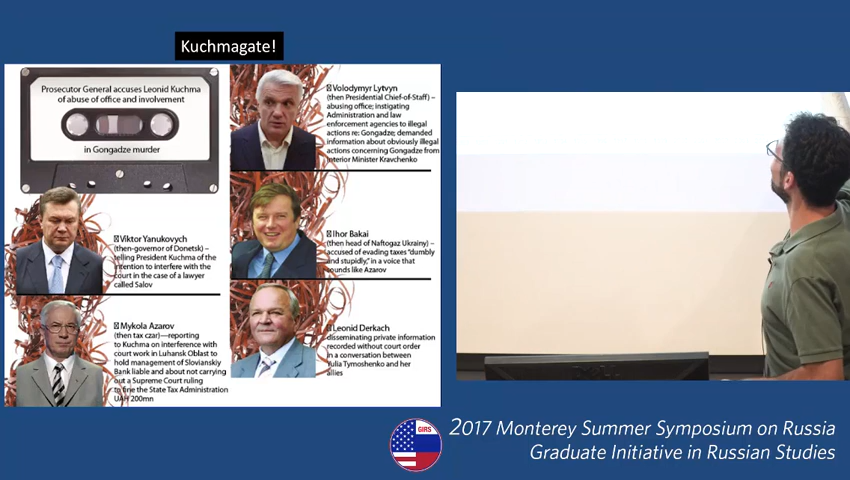 Kuchmagate!
Prosecutor General accuses Leonid Kuchma
of abuse of office and involvement
in Gongadze murder
Volodymyr Lytvyn
(then Presidential Chief-of-Staff) –
abusing office; instigating
Administration and law
enforcement agencies to illegal
actions re: Gongadze; demanded
information about obviously illegal
actions concerning Gongadze from
Interior Minister Kravchenko
Viktor Yanukovych
(then-governor of Donetsk) –
telling President Kuchma of the
intention to interfere with the
court in the case of a lawyer
called Salov
Ihor Bakai
(then head of Naftogaz Ukrainy) –
accused of evading taxes "dumbly
and stupidly," in a voice that
sounds like Azarov
Mykola Azarov
(then tax czar)—reporting
to Kuchma on interference with
court work in Luhansk Oblast to
hold management of Slovianskiy
Bank liable and about not carrying
out a Supreme Court ruling
to fine the State Tax Administration
UAH 200mn
Leonid Derkach
disseminating private information
recorded without court order
in a conversation between
Yulia Tymoshenko and her
allies
GIRS
2017 Monterey Summer Symposium on Russia
Graduate Initiative in Russian Studies